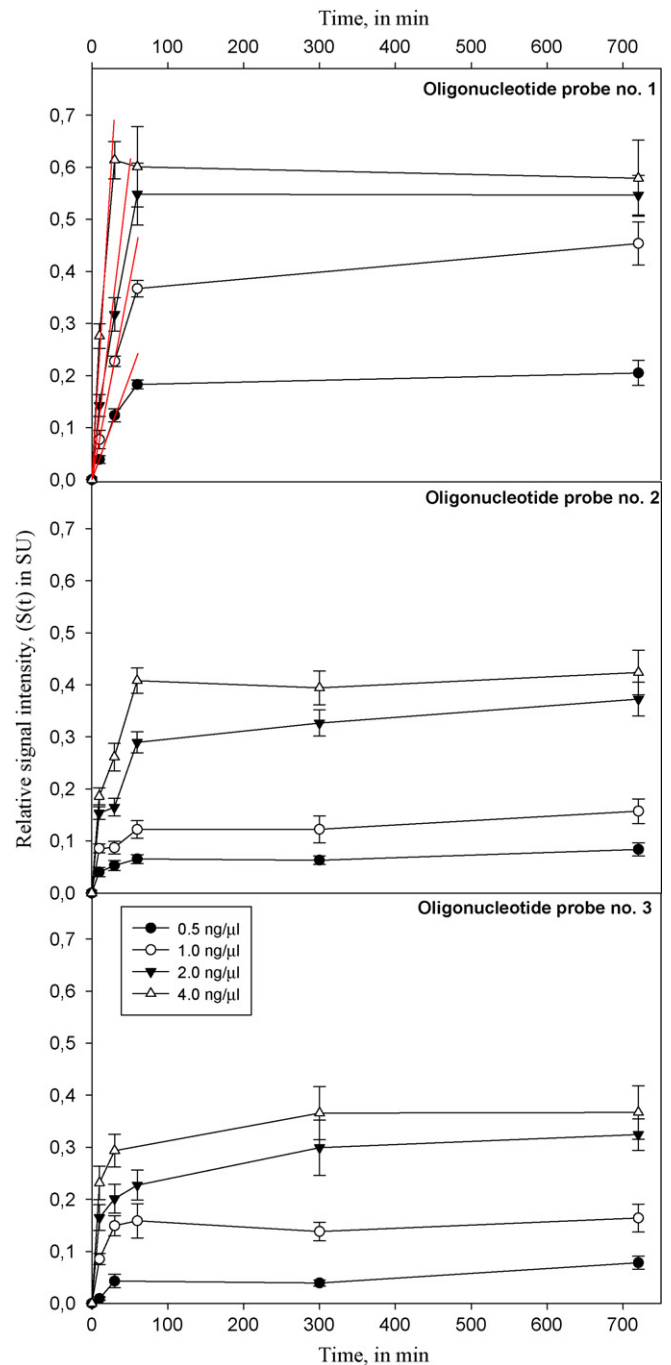 Time, in min
0 100 200 300 400 500 600 700
Oligonucleotide probe no. 1
0,7
0,6
0,5
0,4
0,3
0,2
0,1
0,0
Oligonucleotide probe no. 2
0,7
0,6
0,5
0,4
0,3
0,2
0,1
0,0
Relative signal intensity, (S(t) in SU)
Oligonucleotide probe no. 3
0.5 ng/µl
1.0 ng/µl
2.0 ng/µl
4.0 ng/µl
0,7
0,6
0,5
0,4
0,3
0,2
0,1
0,0
0 100 200 300 400 500 600 700
Time, in min